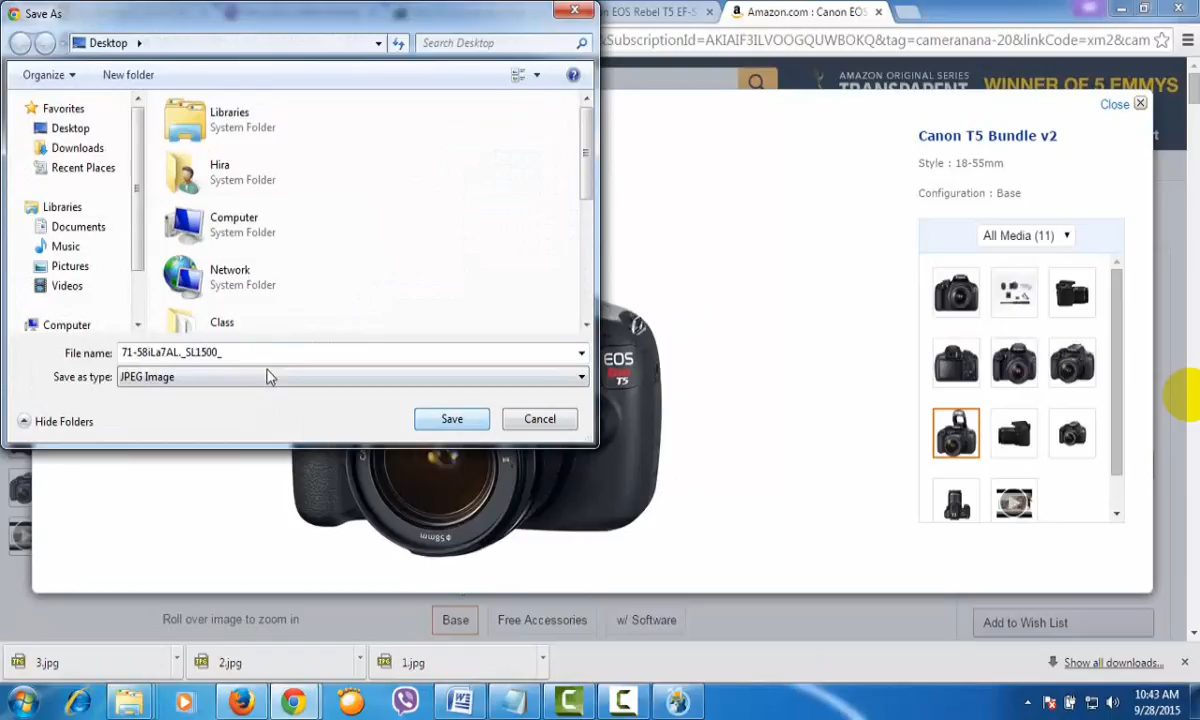 Save As
Desktop
Search Desktop
Organize
New folder
Favorites
Desktop
Downloads
Recent Places
Libraries
Documents
Music
Pictures
Videos
Computer
Libraries
System Folder
Hira
System Folder
Computer
System Folder
Network
System Folder
Class
File name: 71-58iLa7AL._SL1500_
Save as type: JPEG Image
Hide Folders
Save
Cancel
EOS Rebel T5 EF-S
Amazon.com : Canon EOS
&SubscriptionId=AKIAIF3ILVOOGQUWBOKQ&tag=cameranana-20&linkCode=xm2&cam
AMAZON ORIGINAL SERIES
TRANSPARENT
WINNER OF 5 EMMYS
Close
Canon T5 Bundle v2
Style : 18-55mm
Configuration : Base
All Media (11)
EOS
T5
58mm
Roll over image to zoom in
Base
Free Accessories
w/ Software
Add to Wish List
3.jpg
2.jpg
1.jpg
Show all downloads...
10:43 AM
9/28/2015